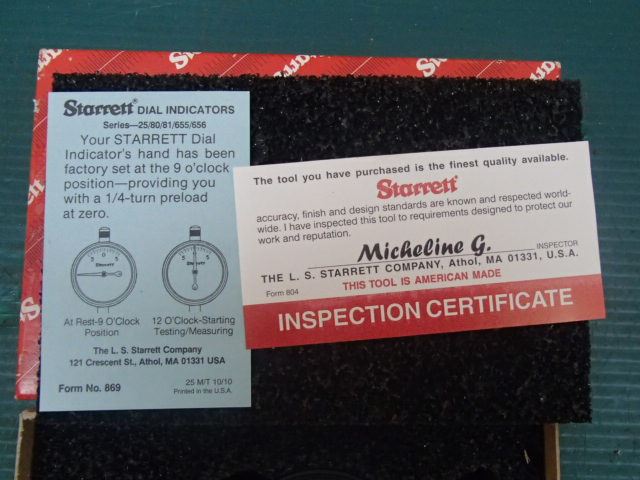 Starrett DIAL INDICATORS
Series—25/80/81/655/656
Your STARRETT Dial
Indicator's hand has been
factory set at the 9 o'clock
position—providing you
with a 1/4-turn preload
at zero.
5 0 5
Starrett
5 5
Starrett
At Rest-9 O'Clock
Position
12 O'Clock-Starting
Testing/Measuring
The L. S. Starrett Company
121 Crescent St., Athol, MA 01331 USA
Form No. 869
25 M/T 10/10
Printed in the U.S.A.
The tool you have purchased is the finest quality available.
Starrett
accuracy, finish and design standards are known and respected world-
wide. I have inspected this tool to requirements designed to protect our
work and reputation.
Micheline G. INSPECTOR
THE L. S. STARRETT COMPANY, Athol, MA 01331, U.S.A.
Form 804
THIS TOOL IS AMERICAN MADE
INSPECTION CERTIFICATE